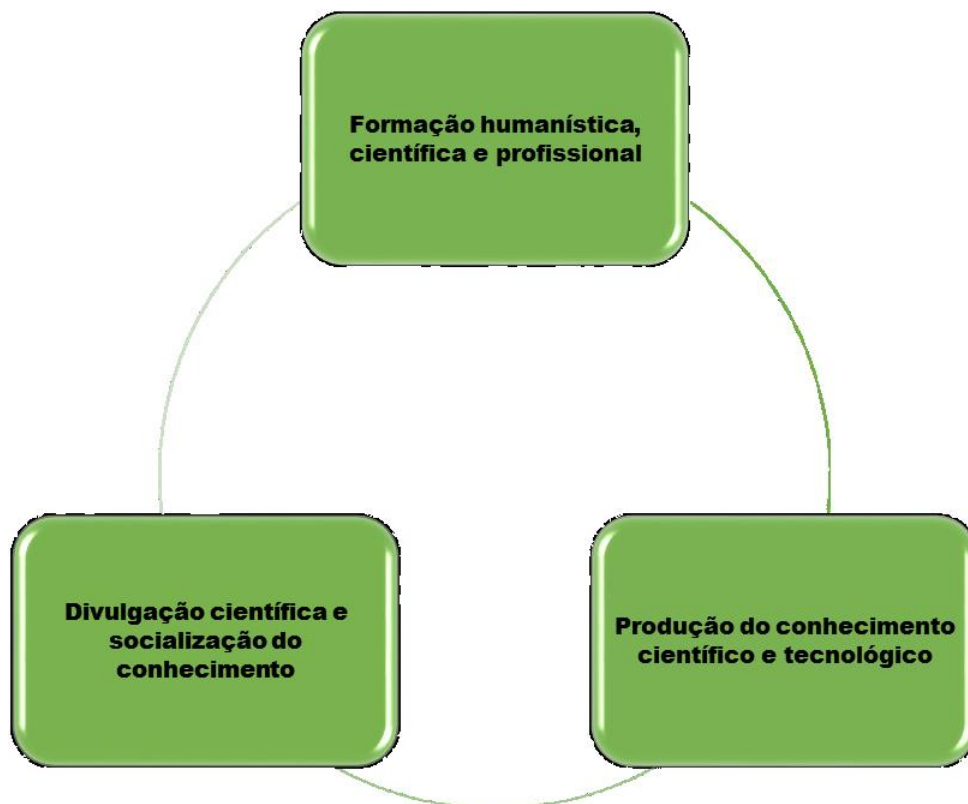 Formação humanística,
científica e profissional
Divulgação científica e
socialização do
conhecimento
Produção do conhecimento
científico e tecnológico